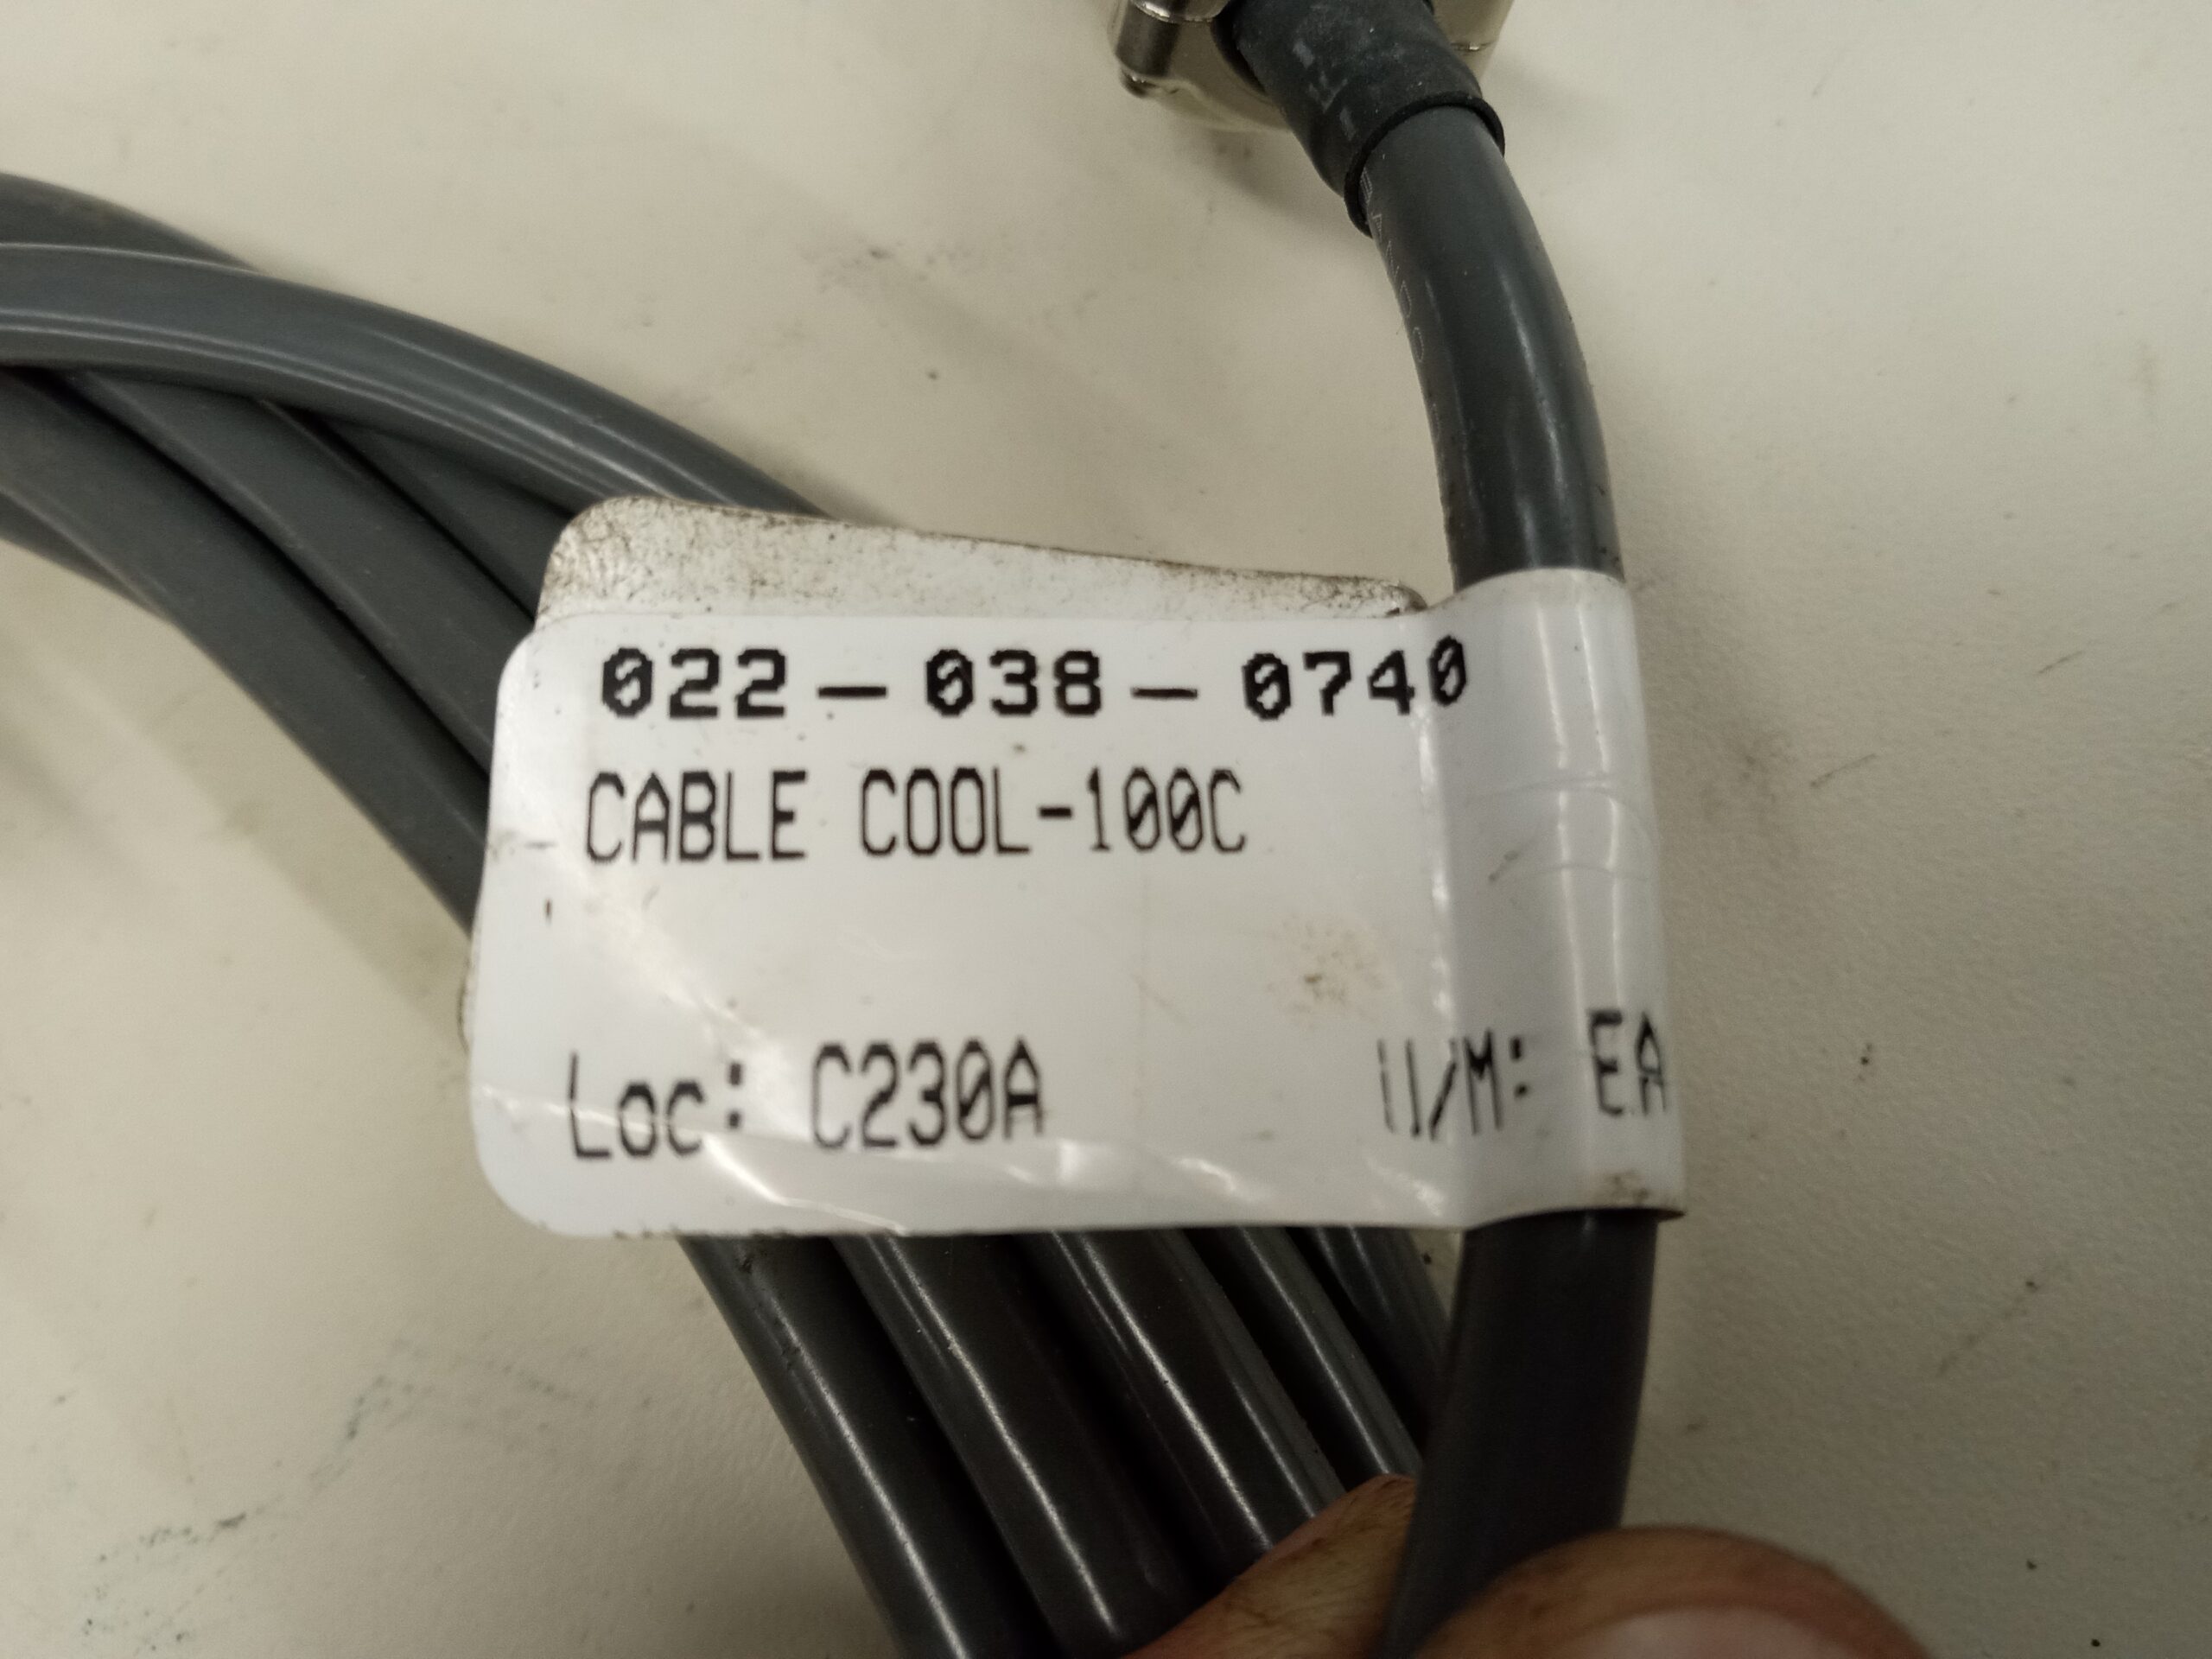 022-038-0740
CABLE COOL-100C
Loc: C230A U/M: EA